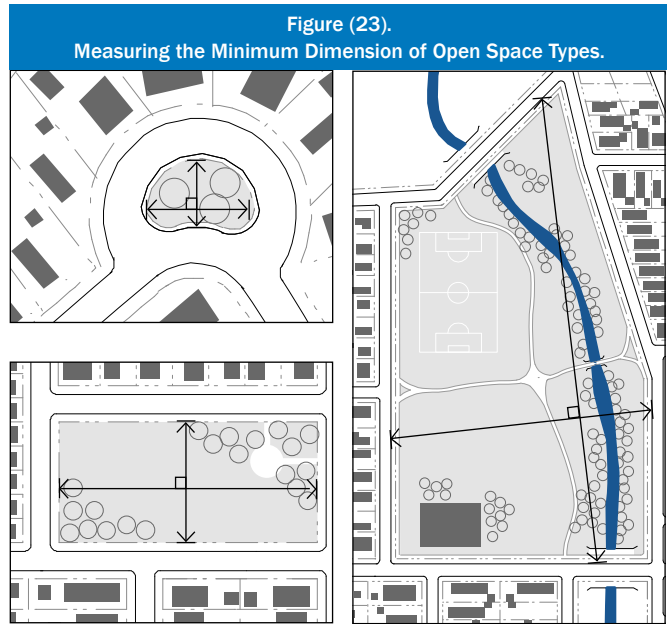 Figure (23).
Measuring the Minimum Dimension of Open Space Types.